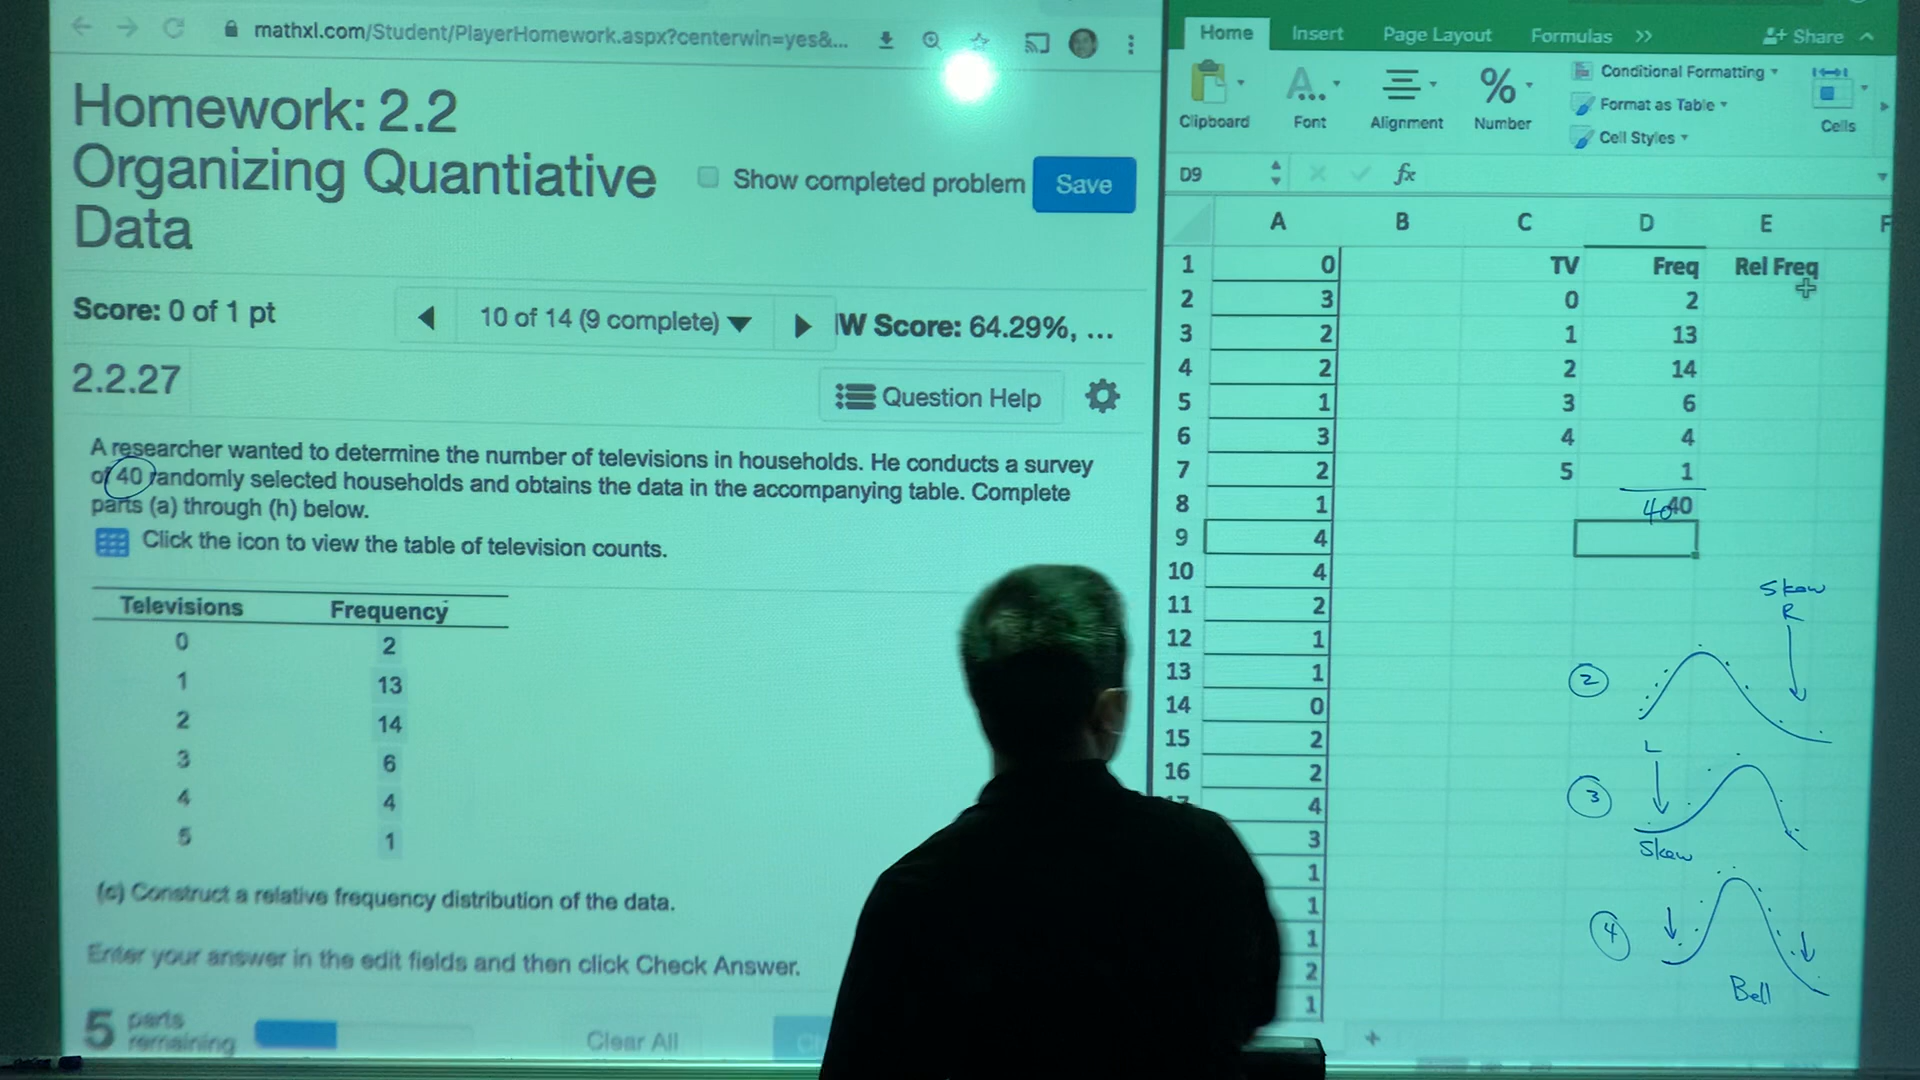 mathxl.com/Student/PlayerHomework.aspx?centerwin=yes&...
Homework: 2.2
Organizing Quantiative
Data
Show completed problem
Save
Score: 0 of 1 pt
10 of 14 (9 complete)
W Score: 64.29%, ...
2.2.27
Question Help
A researcher wanted to determine the number of televisions in households. He conducts a survey
of 40 randomly selected households and obtains the data in the accompanying table. Complete
parts (a) through (h) below.
Click the icon to view the table of television counts.
Televisions Frequency
0 2
1 13
2 14
3 6
4 4
5 1
(c) Construct a relative frequency distribution of the data.
Enter your answer in the edit fields and then click Check Answer.
5 parts
remaining
Clear All
Home Insert Page Layout Formulas >> Share
Clipboard Font Alignment Number
% Conditional Formatting
Format as Table
Cell Styles
Cells
D9 fx
A B C D E F
1 0 TV Freq Rel Freq
2 3 0 2
3 2 1 13
4 2 2 14
5 1 3 6
6 3 4 4
7 2 5 1
8 1 40 40
9 4
10 4
11 2
12 1
13 1
14 0
15 2
16 2
17 4
3
1
1
1
2
1
Skew
R
2
L
3
Skew
4
Bell